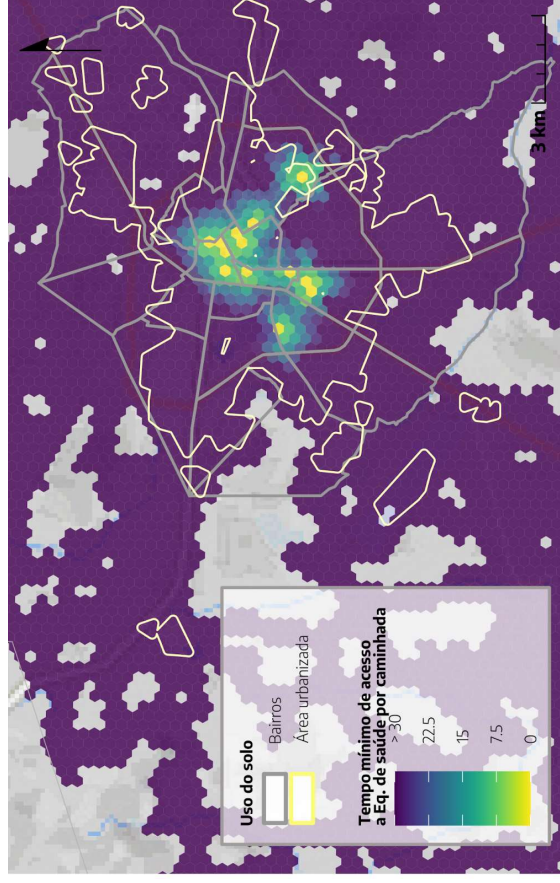 Uso do solo
Bairros
Área urbanizada
Tempo mínimo de acesso
a Eq. de saúde por caminhada
> 30
22.5
15
7.5
0
3 km